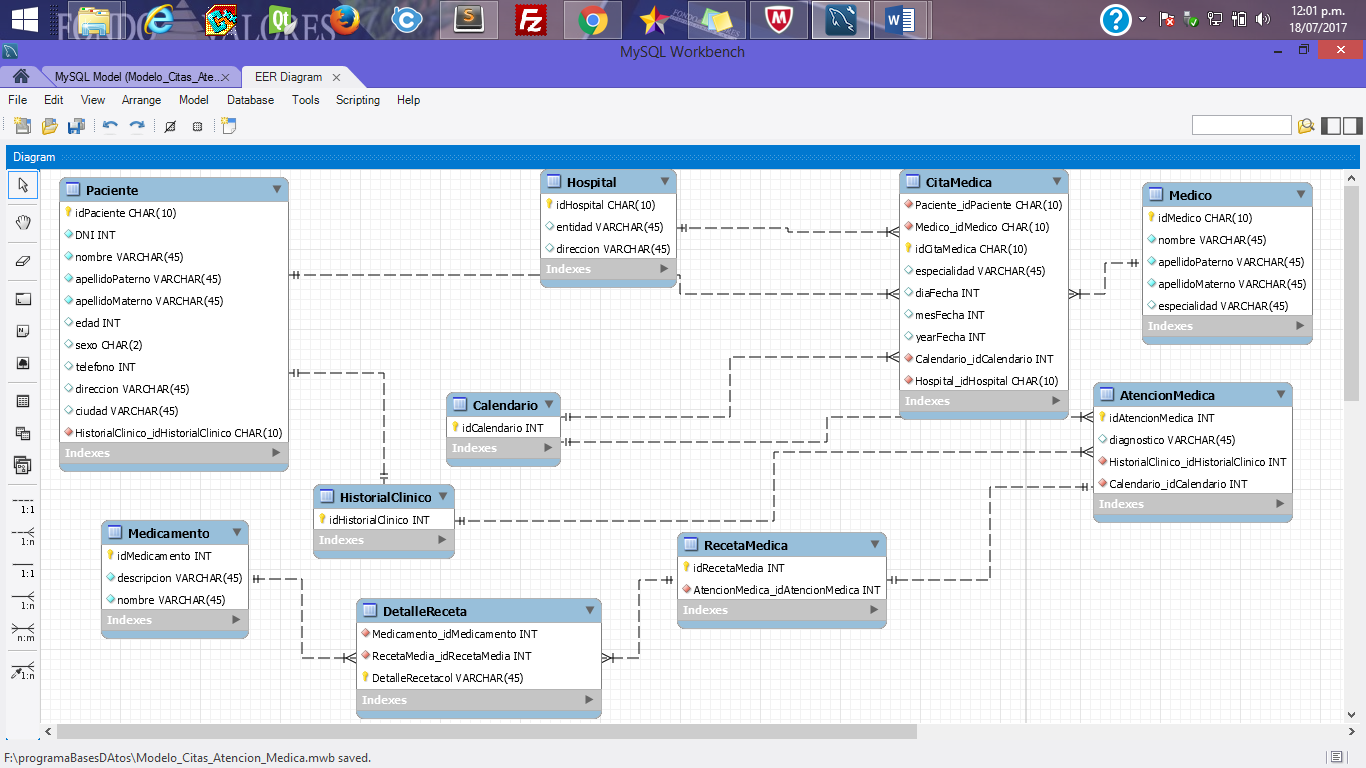 FONDO VALORES
12:01 p.m.
18/07/2017
MySQL Workbench
MySQL Model (Modelo_Citas_Ate...
EER Diagram
File Edit View Arrange Model Database Tools Scripting Help
Diagram
Paciente
idPaciente CHAR(10)
DNI INT
nombre VARCHAR(45)
apellidoPaterno VARCHAR(45)
apellidoMaterno VARCHAR(45)
edad INT
sexo CHAR(2)
telefono INT
direccion VARCHAR(45)
ciudad VARCHAR(45)
HistorialClinico_idHistorialClinico CHAR(10)
Indexes
Hospital
idHospital CHAR(10)
entidad VARCHAR(45)
direccion VARCHAR(45)
Indexes
CitaMedica
Paciente_idPaciente CHAR(10)
Medico_idMedico CHAR(10)
idCitaMedica CHAR(10)
especialidad VARCHAR(45)
diaFecha INT
mesFecha INT
yearFecha INT
Calendario_idCalendario INT
Hospital_idHospital CHAR(10)
Indexes
Medico
idMedico CHAR(10)
nombre VARCHAR(45)
apellidoPaterno VARCHAR(45)
apellidoMaterno VARCHAR(45)
especialidad VARCHAR(45)
Indexes
Calendario
idCalendario INT
Indexes
AtencionMedica
idAtencionMedica INT
diagnostico VARCHAR(45)
HistorialClinico_idHistorialClinico INT
Calendario_idCalendario INT
Indexes
HistorialClinico
idHistorialClinico INT
Indexes
Medicamento
idMedicamento INT
descripcion VARCHAR(45)
nombre VARCHAR(45)
Indexes
RecetaMedica
idRecetaMedia INT
AtencionMedica_idAtencionMedica INT
Indexes
DetalleReceta
Medicamento_idMedicamento INT
RecetaMedia_idRecetaMedia INT
DetalleRecetacol VARCHAR(45)
Indexes
1:1
1:n
1:1
1:n
n:m
1:n
F:\programaBasesDAtos\Modelo_Citas_Atencion_Medica.mwb saved.